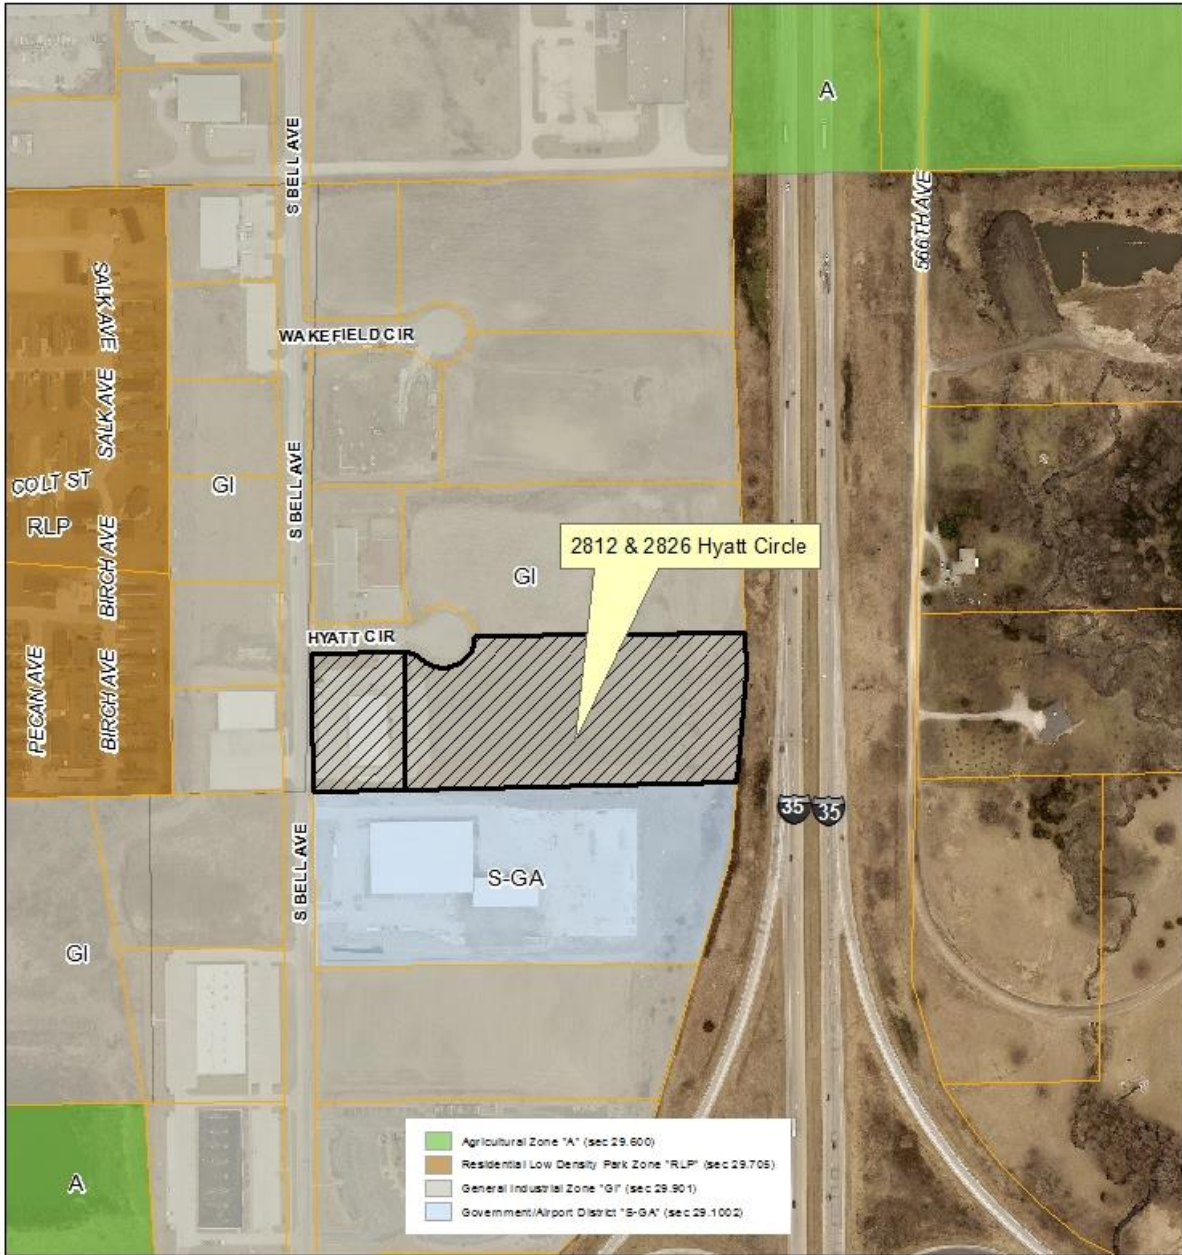 A
S BELL AVE
566TH AVE
SALK AVE
WAKEFIELD CIR
SALK AVE
S BELL AVE
COLT ST
GI
RLP
BIRCH AVE
2812 & 2826 Hyatt Circle
GI
HYATT CIR
PECAN AVE
BIRCH AVE
35
35
S BELL AVE
S-GA
GI
A
Agricultural Zone "A" (sec 29.600)
Residential Low Density Park Zone "RLP" (sec 29.705)
General Industrial Zone "GI" (sec 29.901)
Government/Airport District "S-GA" (sec 29.1002)